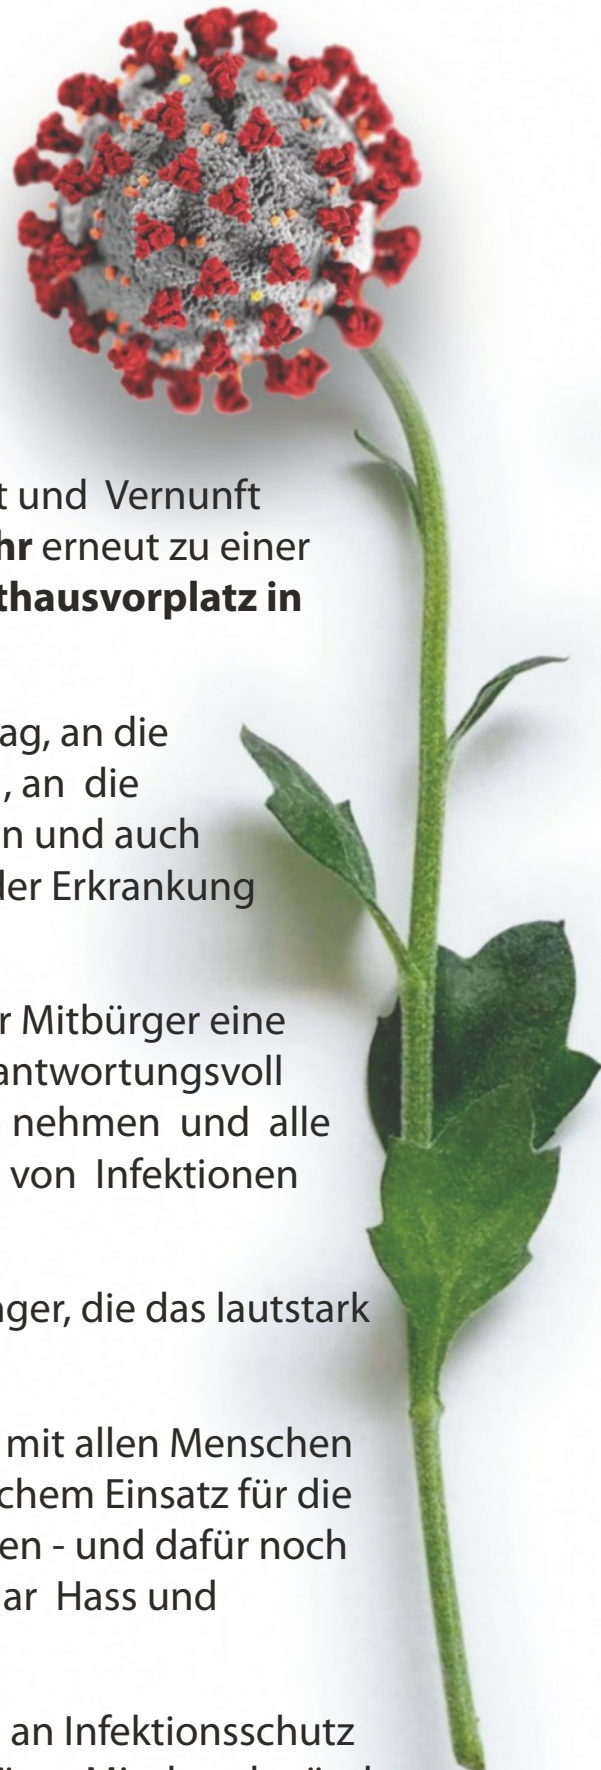 t und Vernunft
hr erneut zu einer
thausvorplatz in
ag, an die
, an die
n und auch
der Erkrankung
r Mitbürger eine
antwortungsvoll
nehmen und alle
von Infektionen
nger, die das lautstark
mit allen Menschen
chem Einsatz für die
en - und dafür noch
ar Hass und
an Infektionsschutz